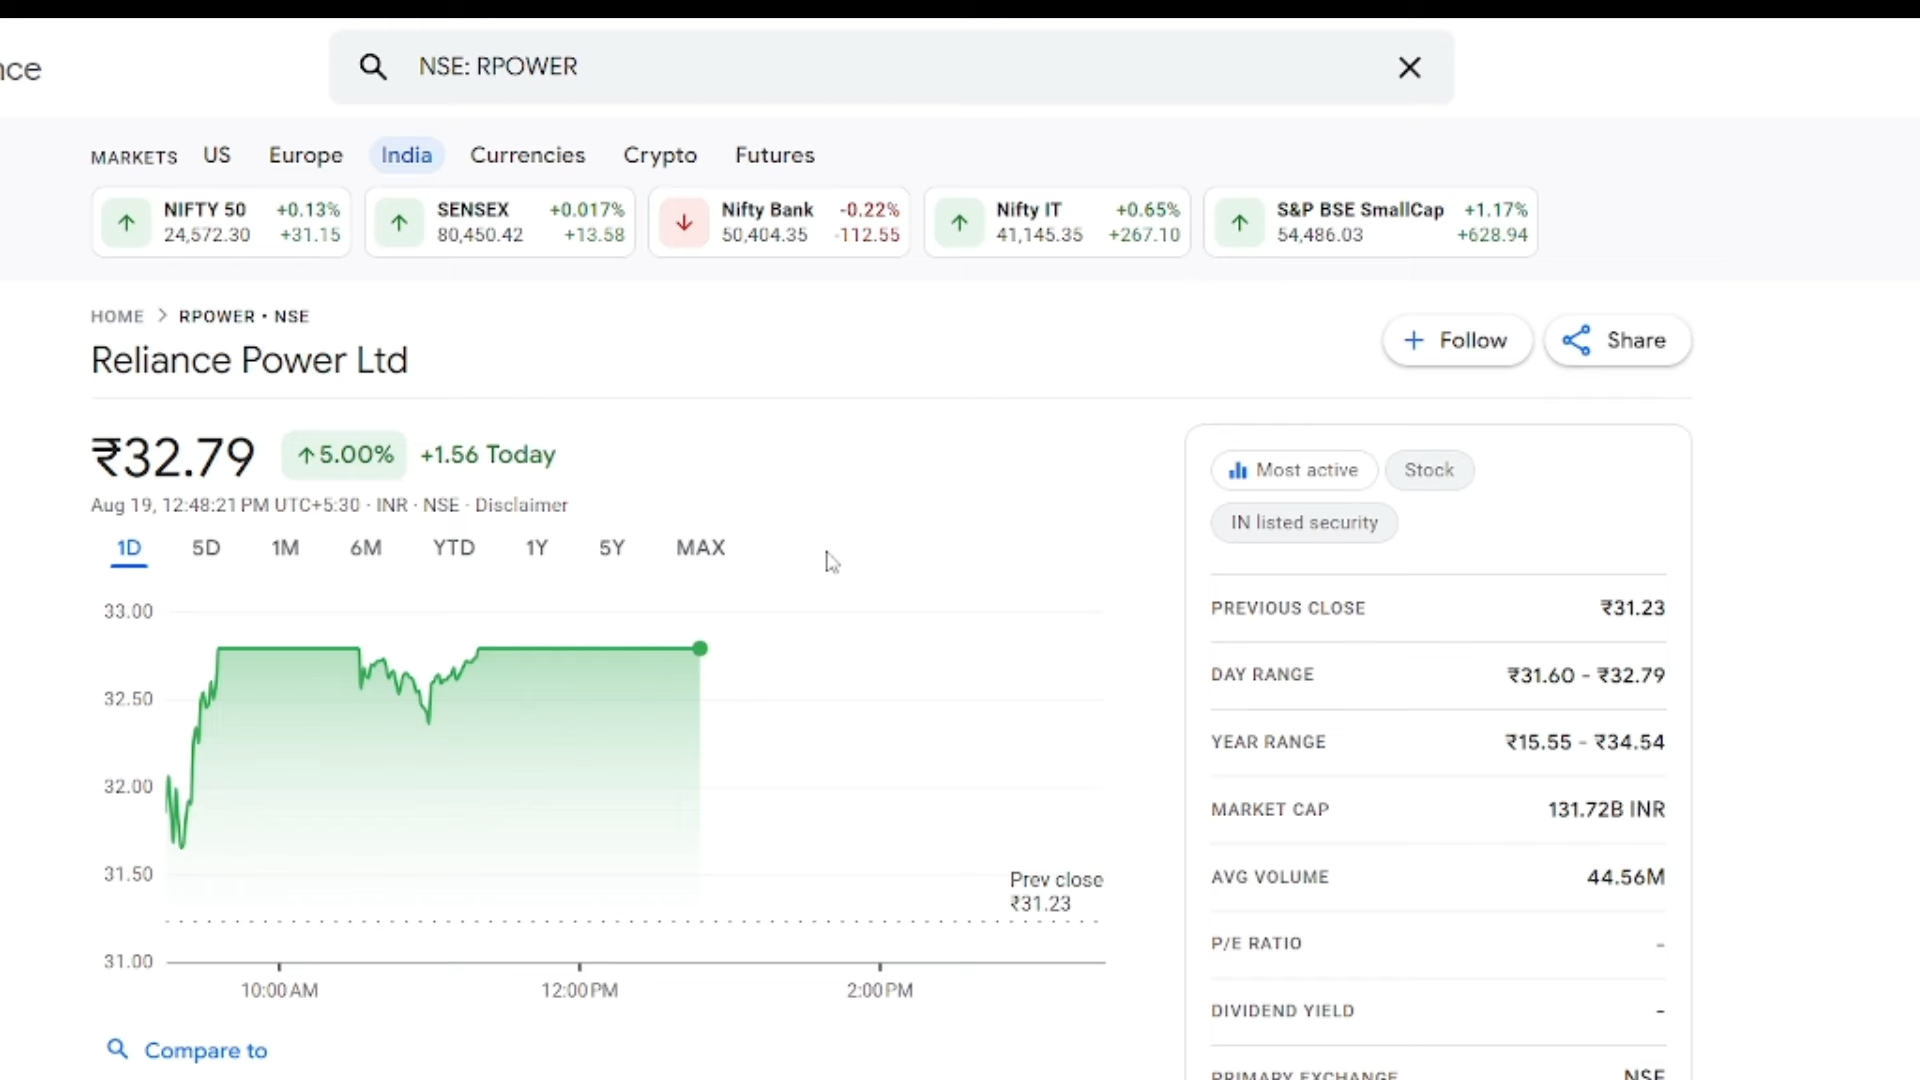 nce
NSE: RPOWER
MARKETS US Europe India Currencies Crypto Futures
NIFTY 50 +0.13%
24,572.30 +31.15
SENSEX +0.017%
80,450.42 +13.58
Nifty Bank -0.22%
50,404.35 -112.55
Nifty IT +0.65%
41,145.35 +267.10
S&P BSE SmallCap +1.17%
54,486.03 +628.94
HOME > RPOWER • NSE
Reliance Power Ltd
+ Follow
Share
₹32.79 ↑5.00% +1.56 Today
Aug 19, 12:48:21 PM UTC+5:30 · INR · NSE · Disclaimer
1D 5D 1M 6M YTD 1Y 5Y MAX
33.00
32.50
32.00
31.50
31.00
Prev close
₹31.23
10:00 AM 12:00 PM 2:00 PM
Compare to
Most active Stock
IN listed security
PREVIOUS CLOSE ₹31.23
DAY RANGE ₹31.60 - ₹32.79
YEAR RANGE ₹15.55 - ₹34.54
MARKET CAP 131.72B INR
AVG VOLUME 44.56M
P/E RATIO -
DIVIDEND YIELD -
PRIMARY EXCHANGE NSE